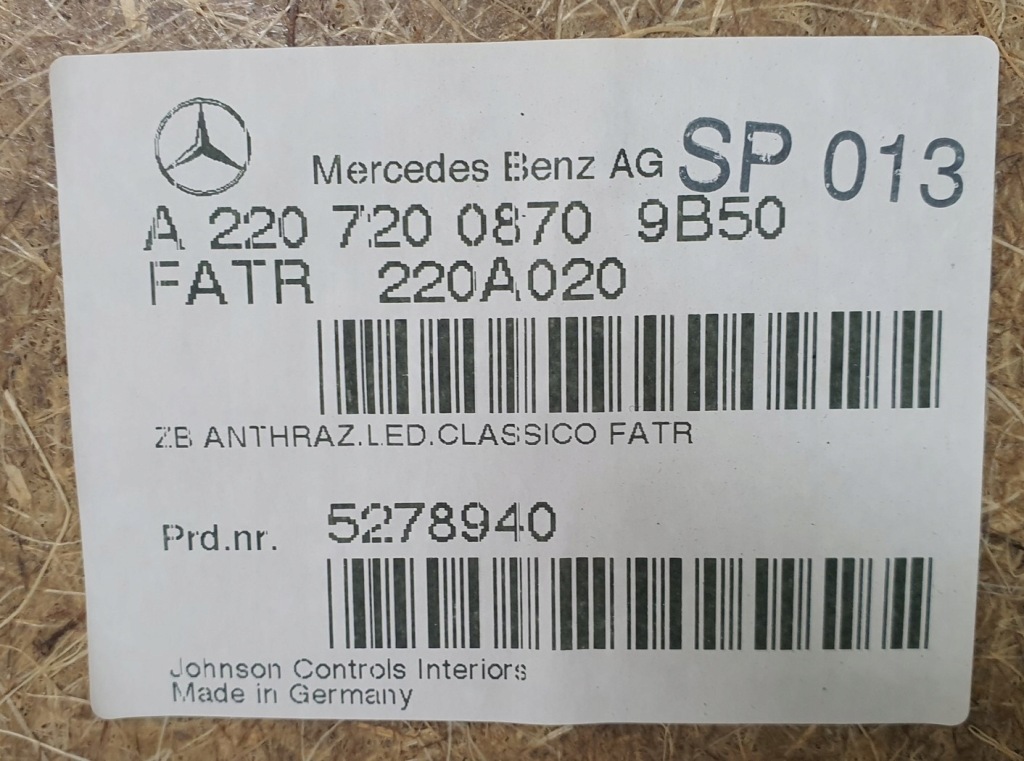 Mercedes Benz AG SP 013
A 220 720 0870 9B50
FATR 220A020
ZB ANTHRAZ.LED.CLASSICO FATR
Prd.nr. 5278940
Johnson Controls Interiors
Made in Germany